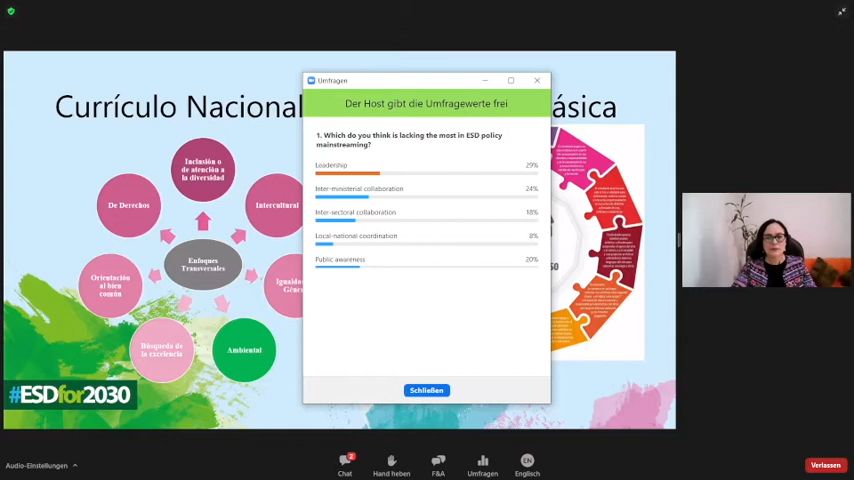 Currículo Nacional
ásica
Umfragen
Der Host gibt die Umfragewerte frei
1. Which do you think is lacking the most in ESD policy
mainstreaming?
Leadership 29%
Inter-ministerial collaboration 24%
Inter-sectoral collaboration 18%
Local-national coordination 8%
Public awareness 20%
Schließen
Inclusión o
de atención a
la diversidad
De Derechos
Intercultural
Enfoques
Transversales
Orientación
al bien
común
Igualda
Géne
Búsqueda de
la excelencia
Ambiental
#ESDfor2030
Audio-Einstellungen
2
Chat
Hand heben
F&A
Umfragen
EN
Englisch
Verlassen